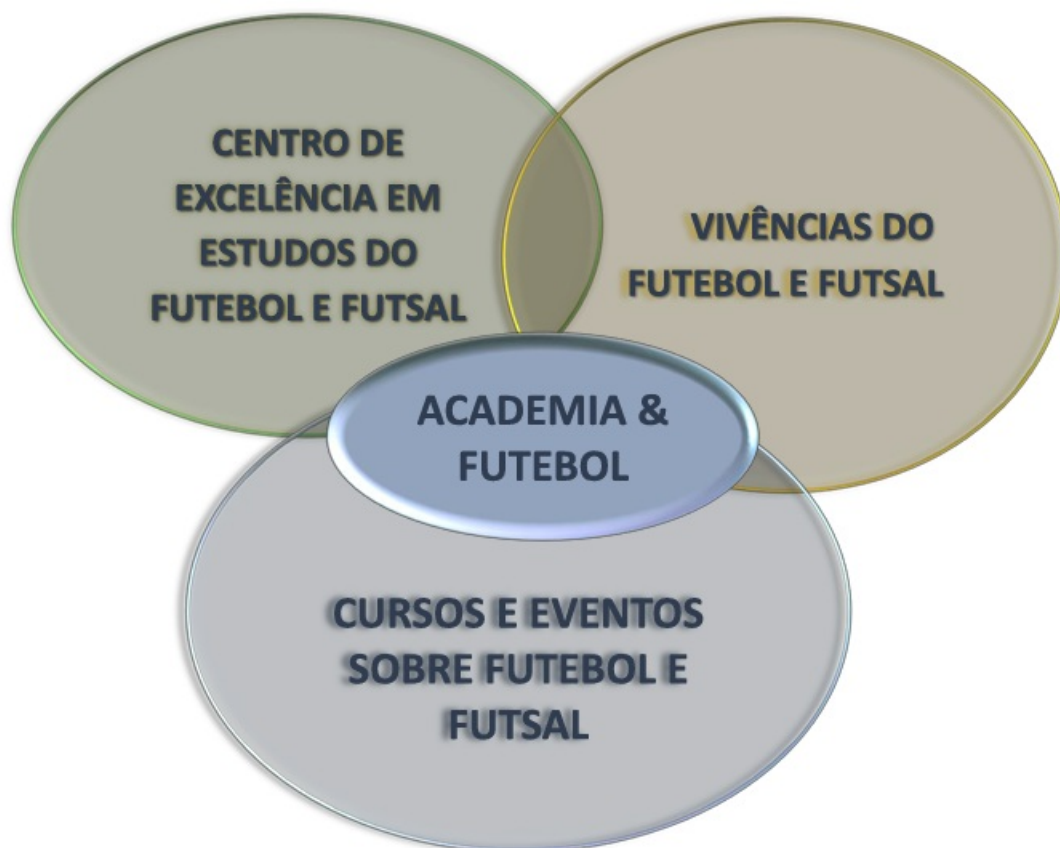 CENTRO DE
EXCELÊNCIA EM
ESTUDOS DO
FUTEBOL E FUTSAL
VIVÊNCIAS DO
FUTEBOL E FUTSAL
ACADEMIA &
FUTEBOL
CURSOS E EVENTOS
SOBRE FUTEBOL E
FUTSAL